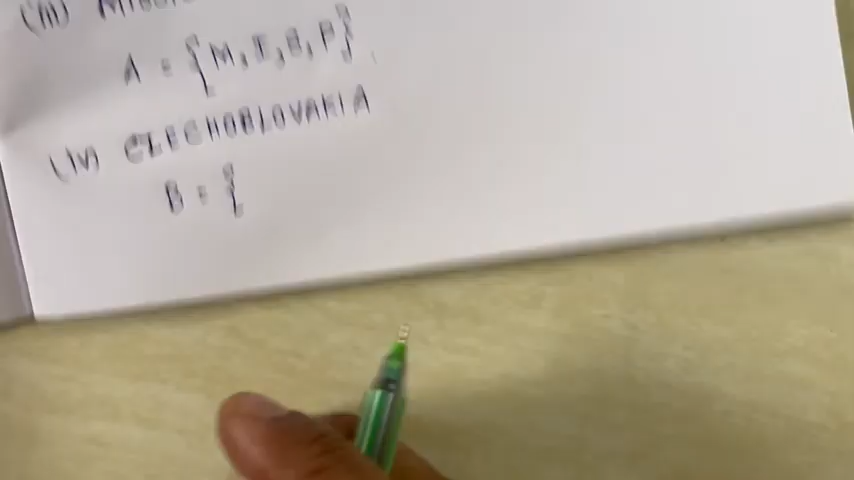 (iii)
A = {M, I, S, P}.
(iv) CZECHOSLOVAKIA
B = {